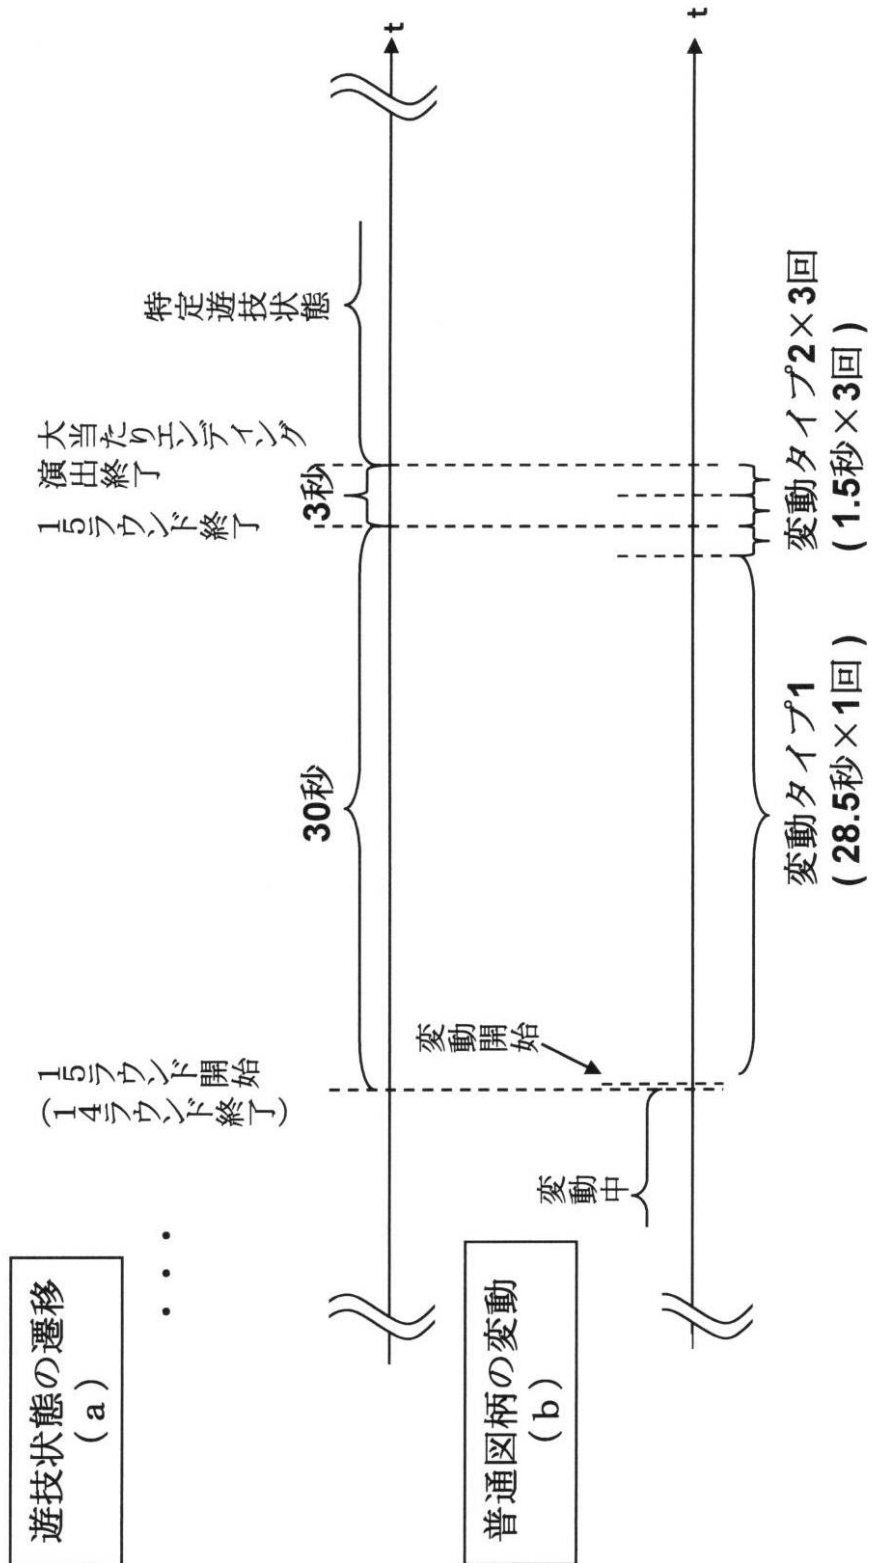 遊技状態の遷移
(a)
・・・
15ラウンド開始
(14ラウンド終了)
15ラウンド終了
大当たりエンディング
演出終了
特定遊技状態
30秒
3秒
t
普通図柄の変動
(b)
変動中
変動開始
t
変動タイプ1
(28.5秒×1回)
変動タイプ2×3回
(1.5秒×3回)